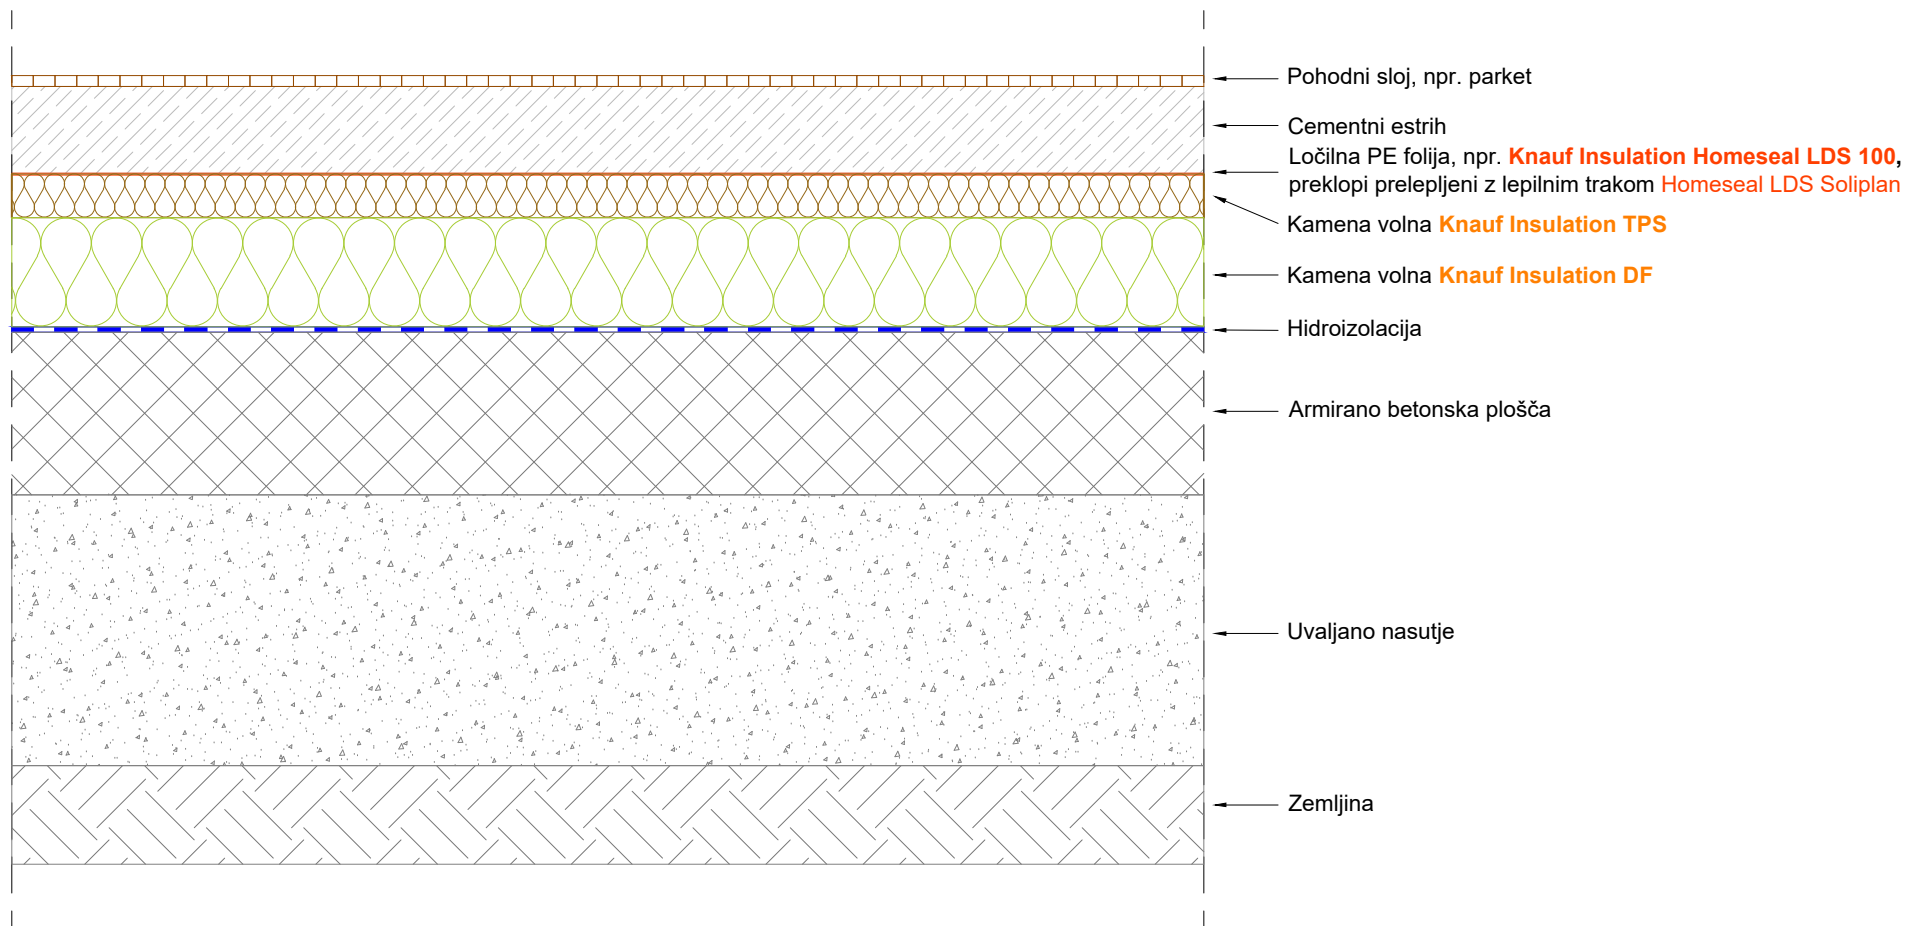 Pohodni sloj, npr. parket
Cementni estrih
Ločilna PE folija, npr. Knauf Insulation Homeseal LDS 100,
preklopi prelepljeni z lepilnim trakom Homeseal LDS Soliplan
Kamena volna Knauf Insulation TPS
Kamena volna Knauf Insulation DF
Hidroizolacija
Armirano betonska plošča
Uvaljano nasutje
Zemljina